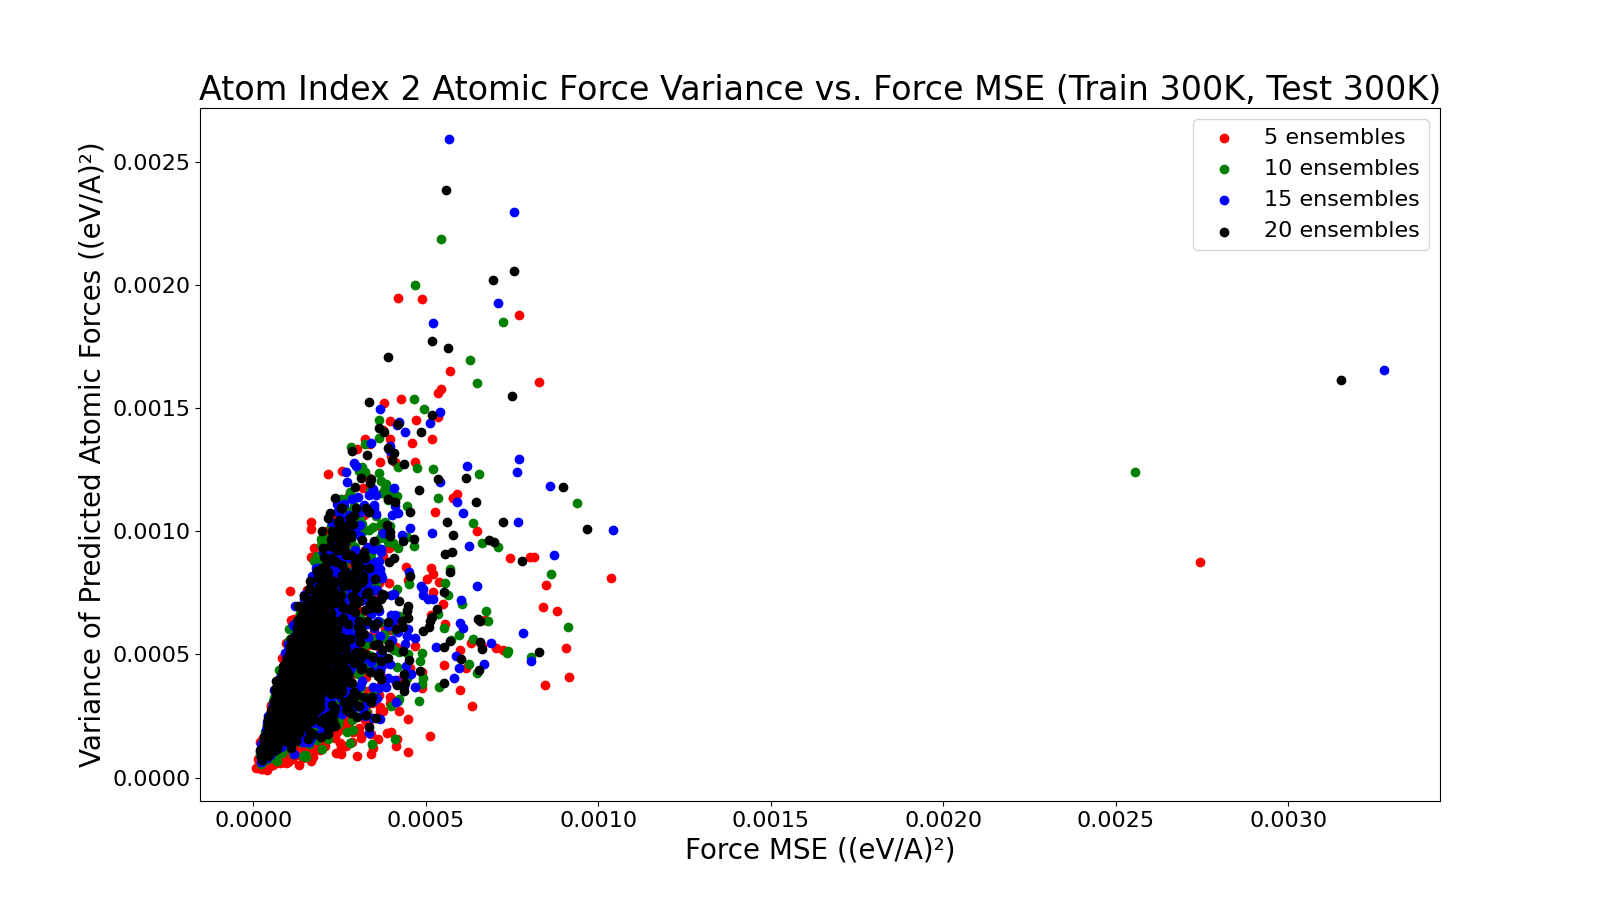 Atom Index 2 Atomic Force Variance vs. Force MSE (Train 300K, Test 300K)
5 ensembles
10 ensembles
15 ensembles
20 ensembles
Variance of Predicted Atomic Forces ((eV/A)²)
0.0025
0.0020
0.0015
0.0010
0.0005
0.0000
0.0000 0.0005 0.0010 0.0015 0.0020 0.0025 0.0030
Force MSE ((eV/A)²)